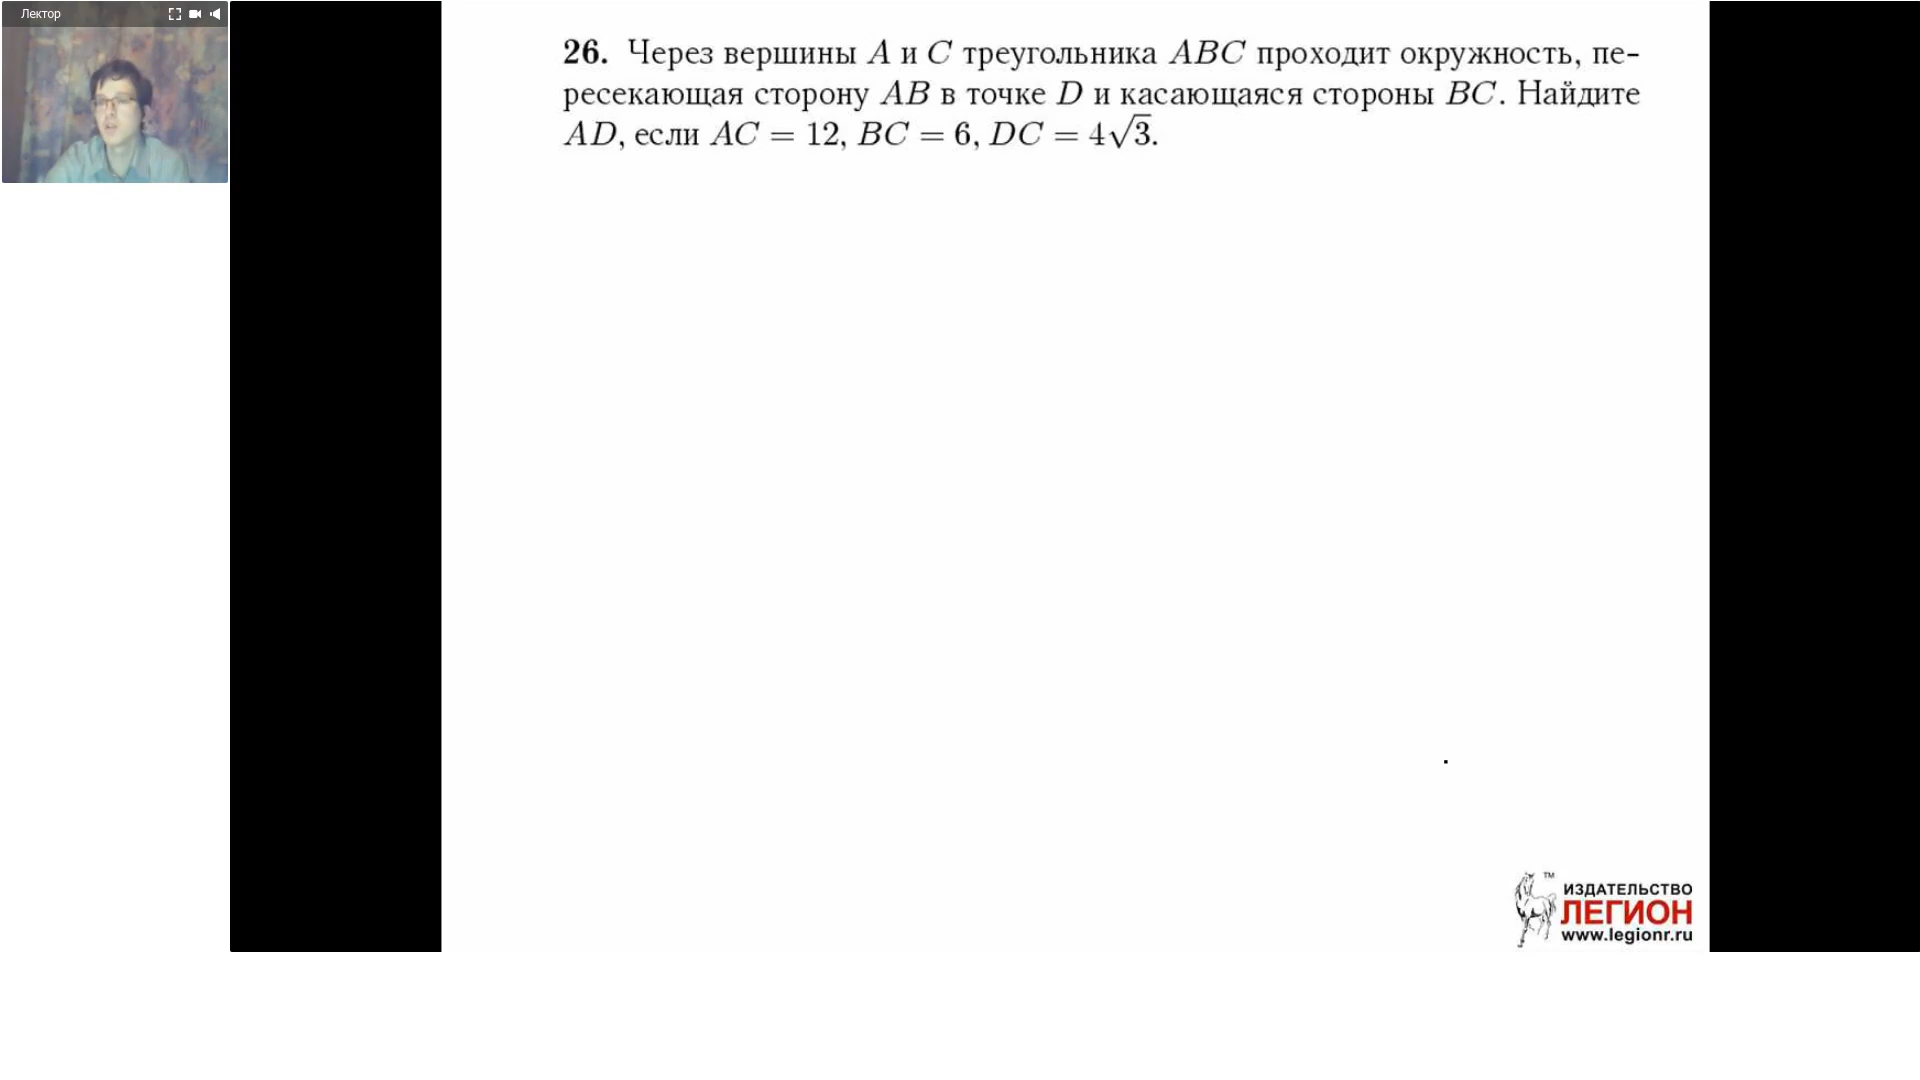 Лектор
26. Через вершины A и C треугольника ABC проходит окружность, пе-
ресекающая сторону AB в точке D и касающаяся стороны BC. Найдите
AD, если AC = 12, BC = 6, DC = 4√3.
TM
ИЗДАТЕЛЬСТВО
ЛЕГИОН
www.legionr.ru